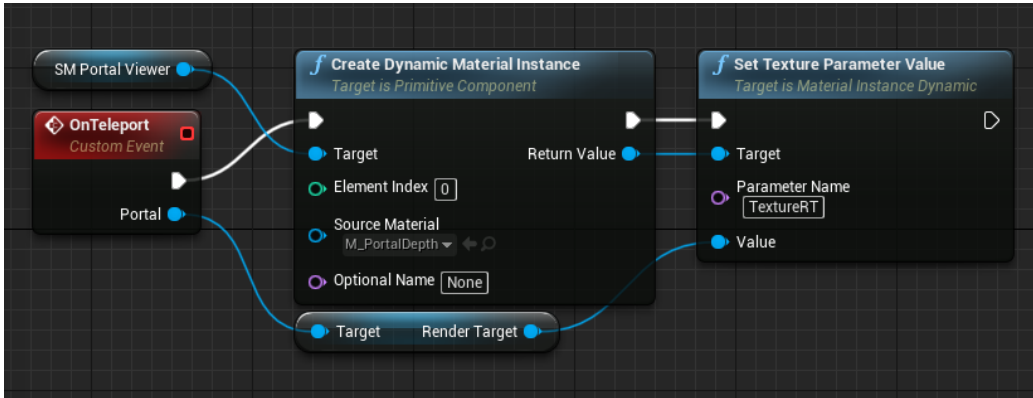 SM Portal Viewer
OnTeleport
Custom Event
Portal
Create Dynamic Material Instance
Target is Primitive Component
Target Return Value
Element Index 0
Source Material
M_PortalDepth
Optional Name None
Target Render Target
Set Texture Parameter Value
Target is Material Instance Dynamic
Target
Parameter Name
TextureRT
Value